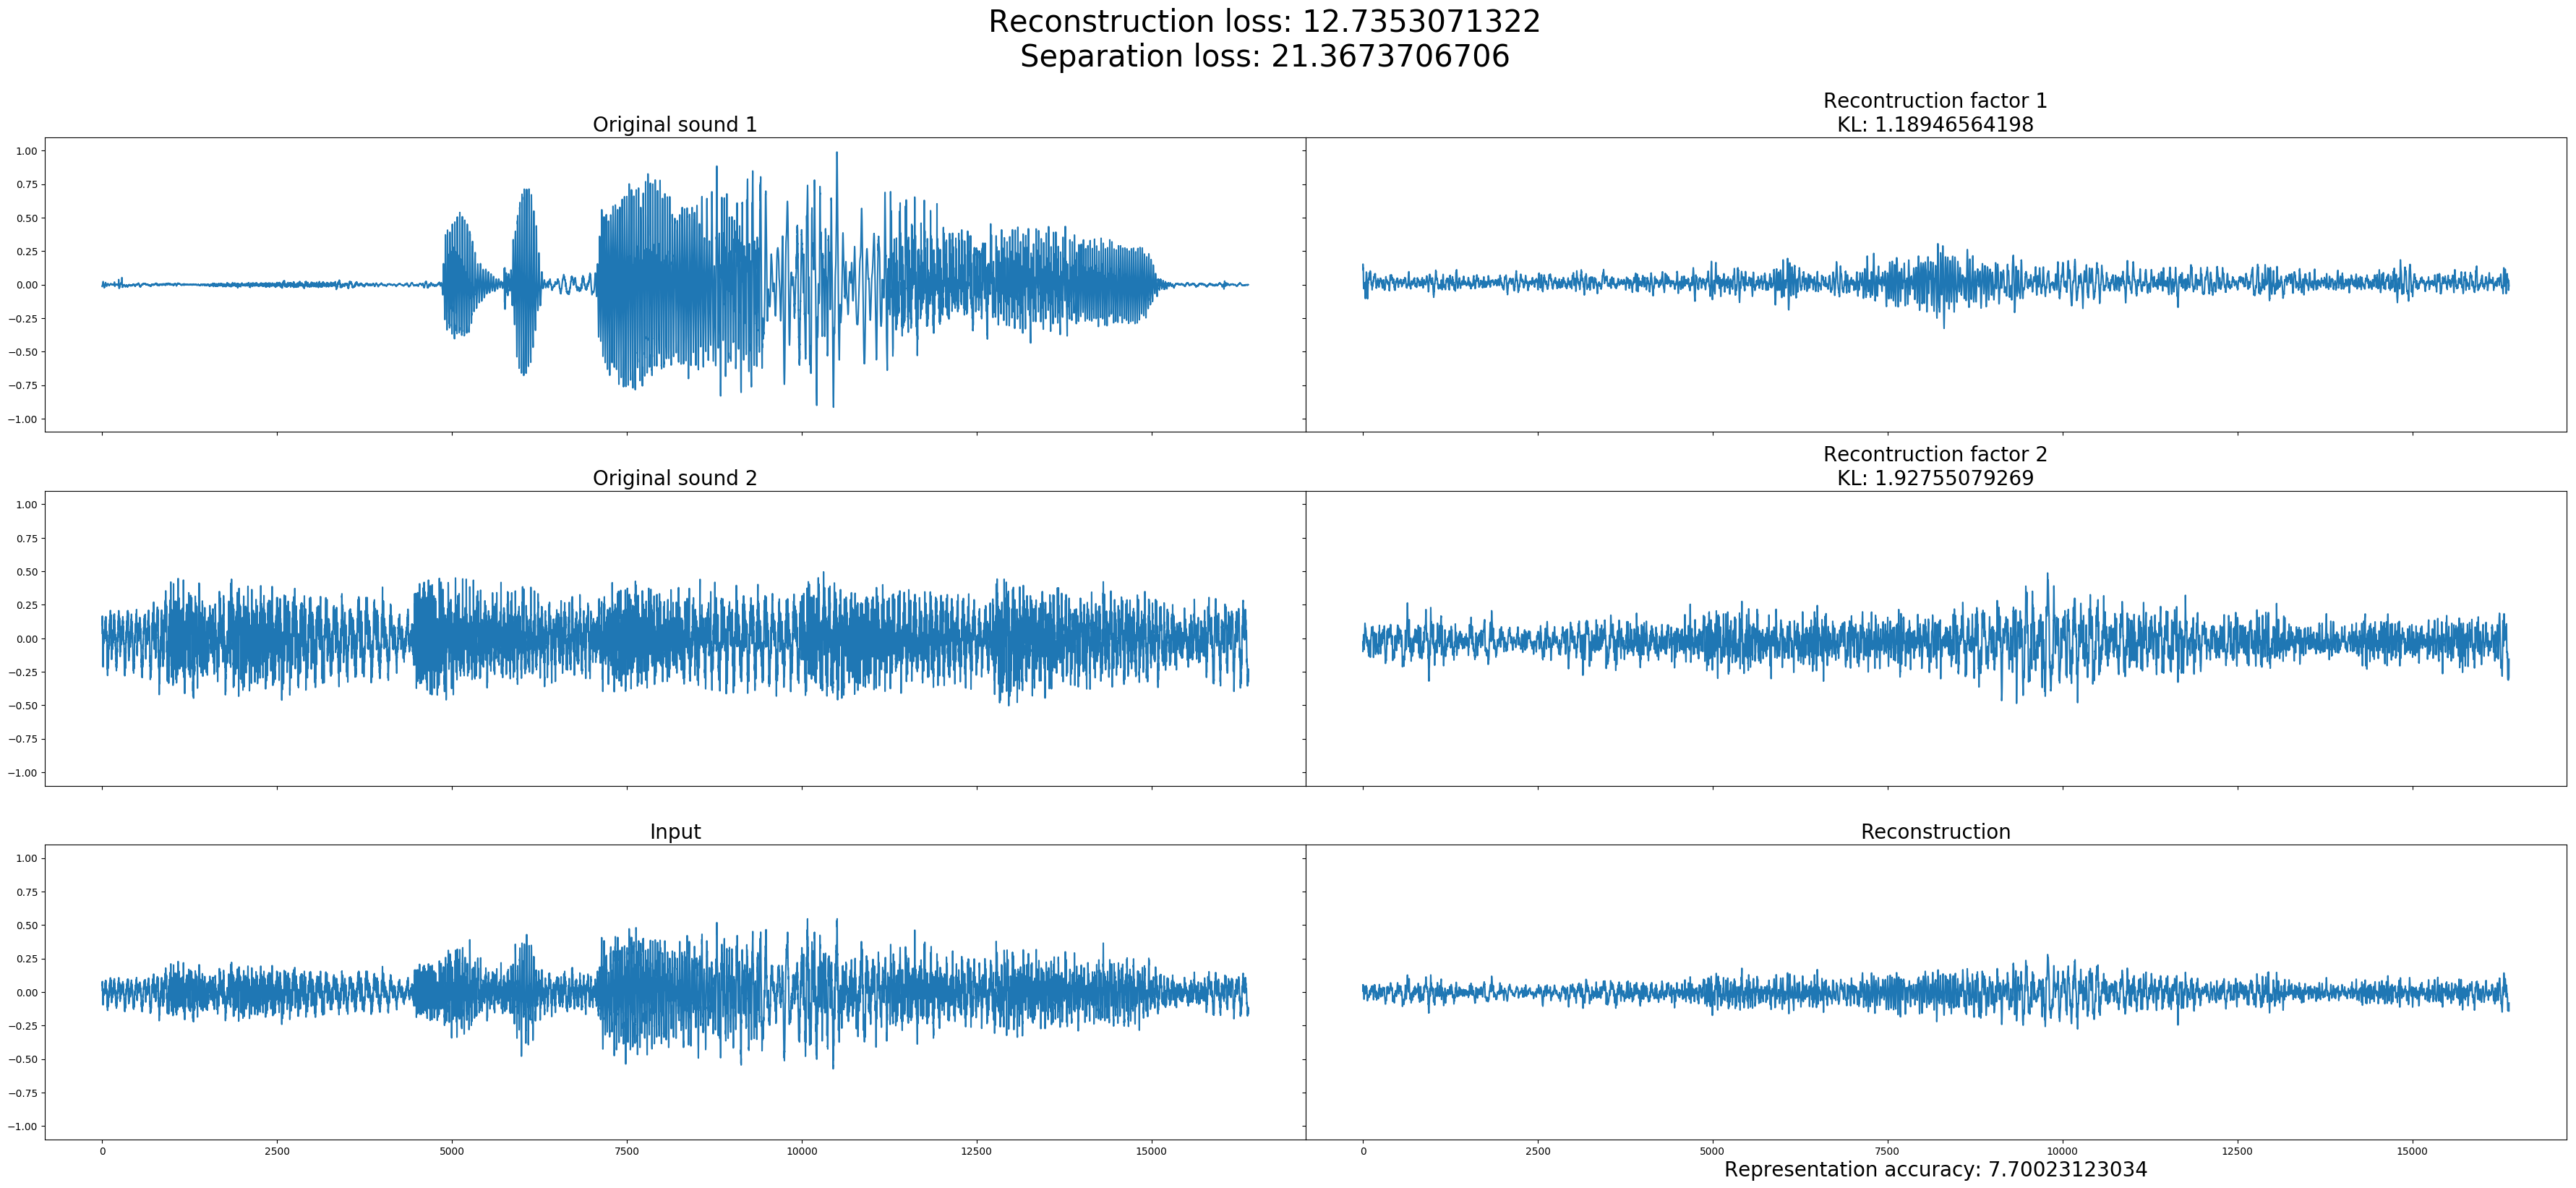 Reconstruction loss: 12.7353071322
Separation loss: 21.3673706706
Original sound 1
Recontruction factor 1
KL: 1.18946564198
1.00
0.75
0.50
0.25
0.00
−0.25
−0.50
−0.75
−1.00
Original sound 2
Recontruction factor 2
KL: 1.92755079269
1.00
0.75
0.50
0.25
0.00
−0.25
−0.50
−0.75
−1.00
Input
Reconstruction
1.00
0.75
0.50
0.25
0.00
−0.25
−0.50
−0.75
−1.00
0 2500 5000 7500 10000 12500 15000
0 2500 5000 7500 10000 12500 15000
Representation accuracy: 7.70023123034